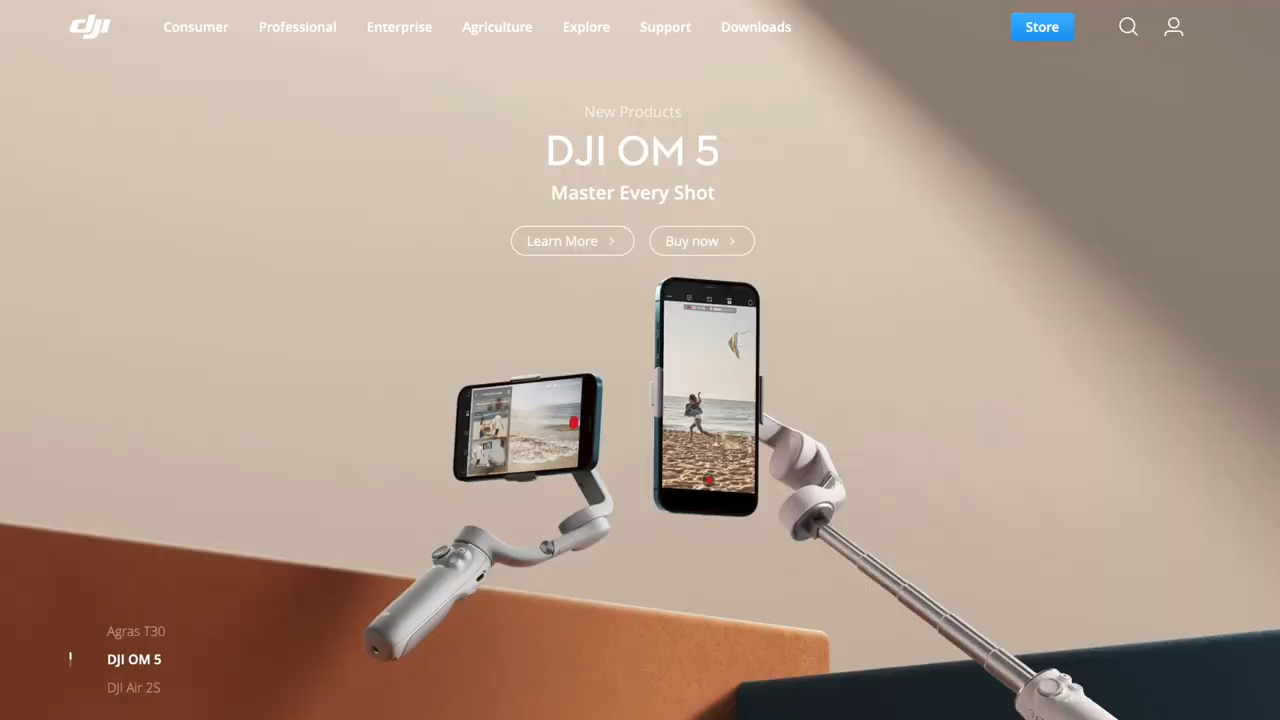 dji
Consumer
Professional
Enterprise
Agriculture
Explore
Support
Downloads
Store
New Products
DJI OM 5
Master Every Shot
Learn More
Buy now
Agras T30
DJI OM 5
DJI Air 2S